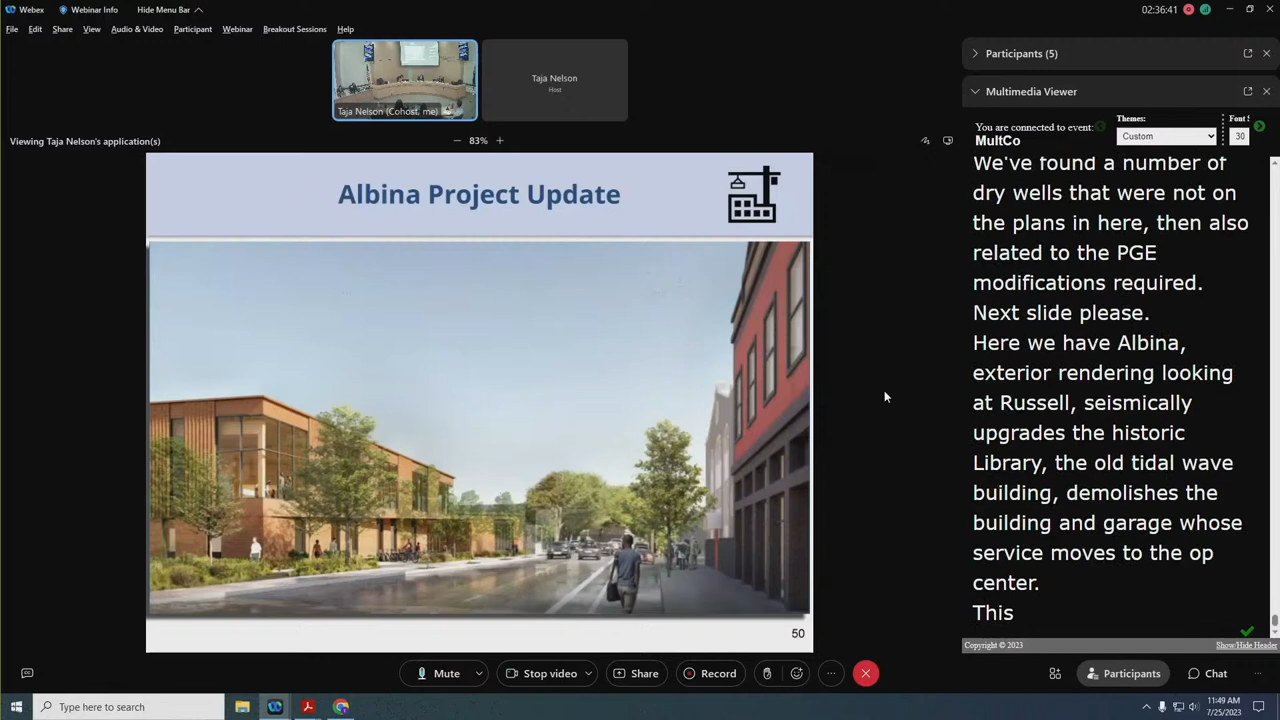 Webex
Webinar Info
Hide Menu Bar
02:36:41
File
Edit
Share
View
Audio & Video
Participant
Webinar
Breakout Sessions
Help
Taja Nelson (Cohost, me)
Taja Nelson
Host
Viewing Taja Nelson's application(s)
83%
Albina Project Update
50
Participants (5)
Multimedia Viewer
You are connected to event:
MultCo
Themes:
Custom
30
We've found a number of
dry wells that were not on
the plans in here, then also
related to the PGE
modifications required.
Next slide please.
Here we have Albina,
exterior rendering looking
at Russell, seismically
upgrades the historic
Library, the old tidal wave
building, demolishes the
building and garage whose
service moves to the op
center.
This
Copyright © 2023
Show/Hide Header
Mute
Stop video
Share
Record
Participants
Chat
Type here to search
11:49 AM
7/25/2023